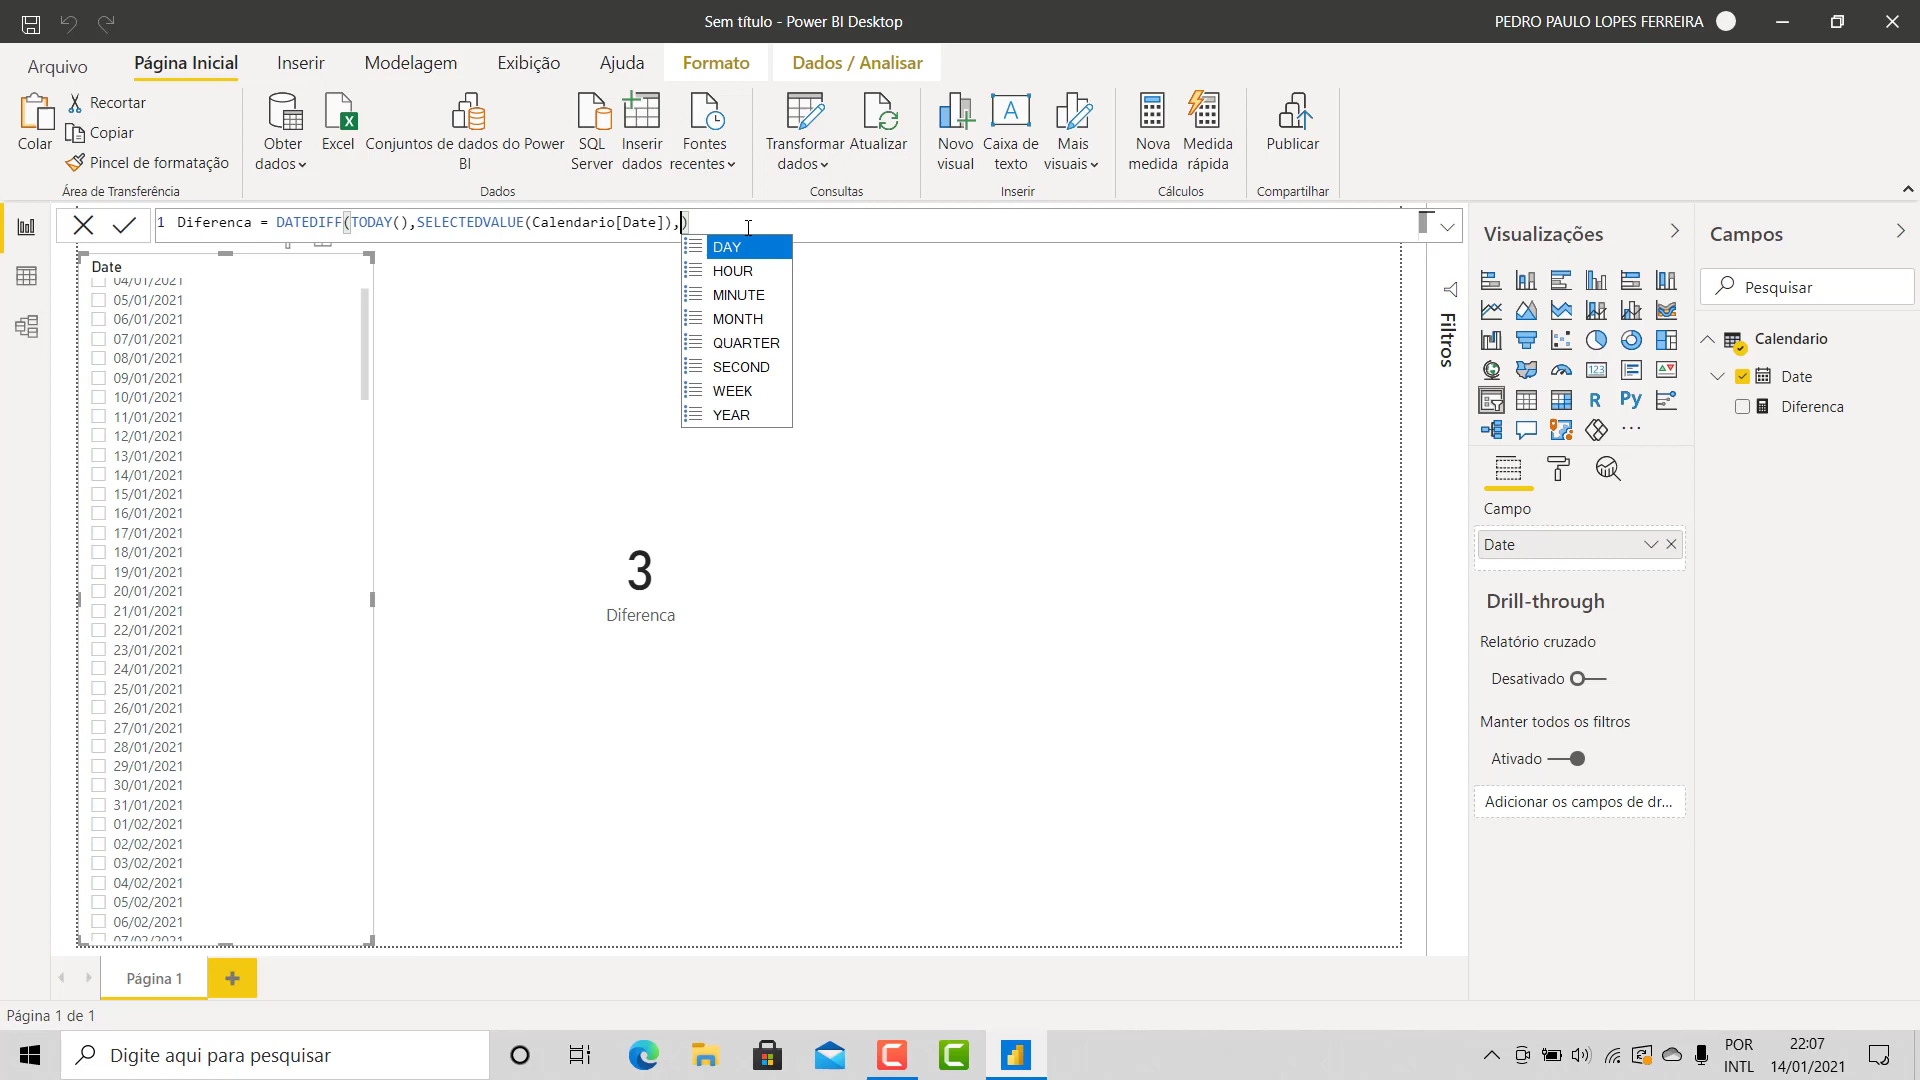 Sem título - Power BI Desktop
PEDRO PAULO LOPES FERREIRA
Arquivo
Página Inicial
Inserir
Modelagem
Exibição
Ajuda
Formato
Dados / Analisar
Colar
Recortar
Copiar
Pincel de formatação
Área de Transferência
Obter
dados
Excel
Conjuntos de dados do Power
BI
SQL
Server
Inserir
dados
Fontes
recentes
Dados
Transformar
dados
Atualizar
Consultas
Novo
visual
Caixa de
texto
Mais
visuais
Inserir
Nova
medida
Medida
rápida
Cálculos
Publicar
Compartilhar
1 Diferenca = DATEDIFF(TODAY(),SELECTEDVALUE(Calendario[Date]),)
DAY
HOUR
MINUTE
MONTH
QUARTER
SECOND
WEEK
YEAR
Date
04/01/2021
05/01/2021
06/01/2021
07/01/2021
08/01/2021
09/01/2021
10/01/2021
11/01/2021
12/01/2021
13/01/2021
14/01/2021
15/01/2021
16/01/2021
17/01/2021
18/01/2021
19/01/2021
20/01/2021
21/01/2021
22/01/2021
23/01/2021
24/01/2021
25/01/2021
26/01/2021
27/01/2021
28/01/2021
29/01/2021
30/01/2021
31/01/2021
01/02/2021
02/02/2021
03/02/2021
04/02/2021
05/02/2021
06/02/2021
07/02/2021
3
Diferenca
Filtros
Visualizações
123
R
Py
Campo
Date
Drill-through
Relatório cruzado
Desativado
Manter todos os filtros
Ativado
Adicionar os campos de dr...
Campos
Pesquisar
Calendario
Date
Diferenca
Página 1
Página 1 de 1
Digite aqui para pesquisar
POR
INTL
22:07
14/01/2021